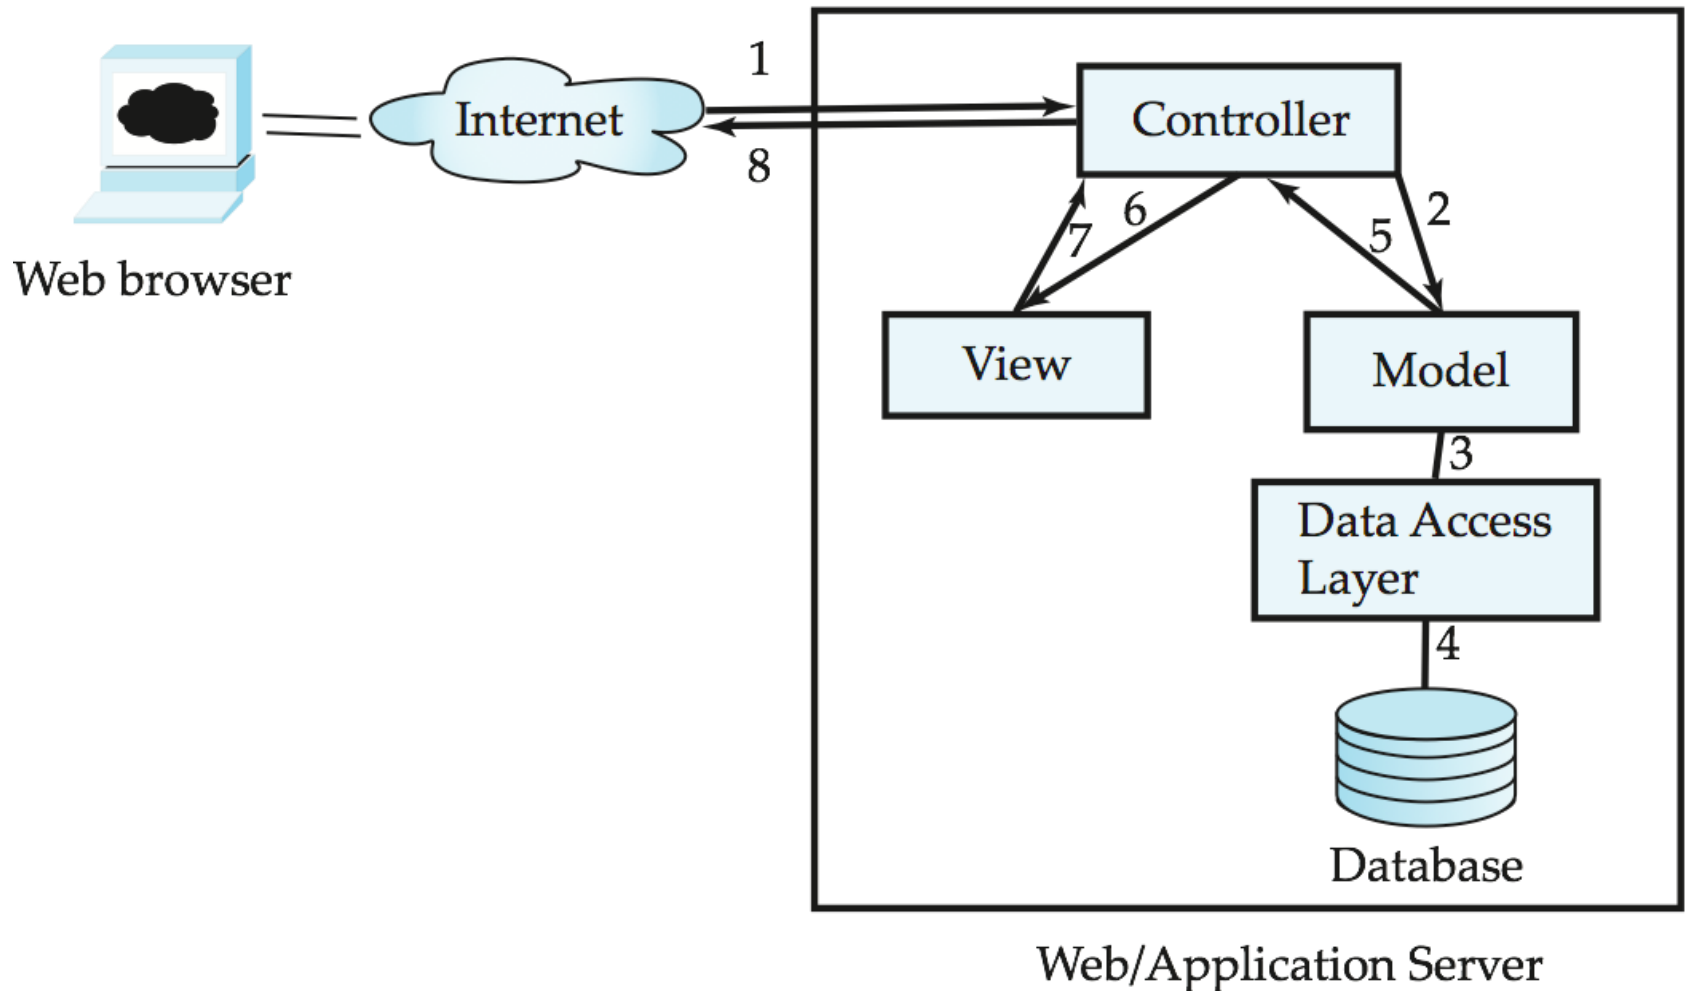 1
Internet
Controller
8
Web browser
6
7
5
2
View
Model
3
Data Access
Layer
4
Database
Web/Application Server